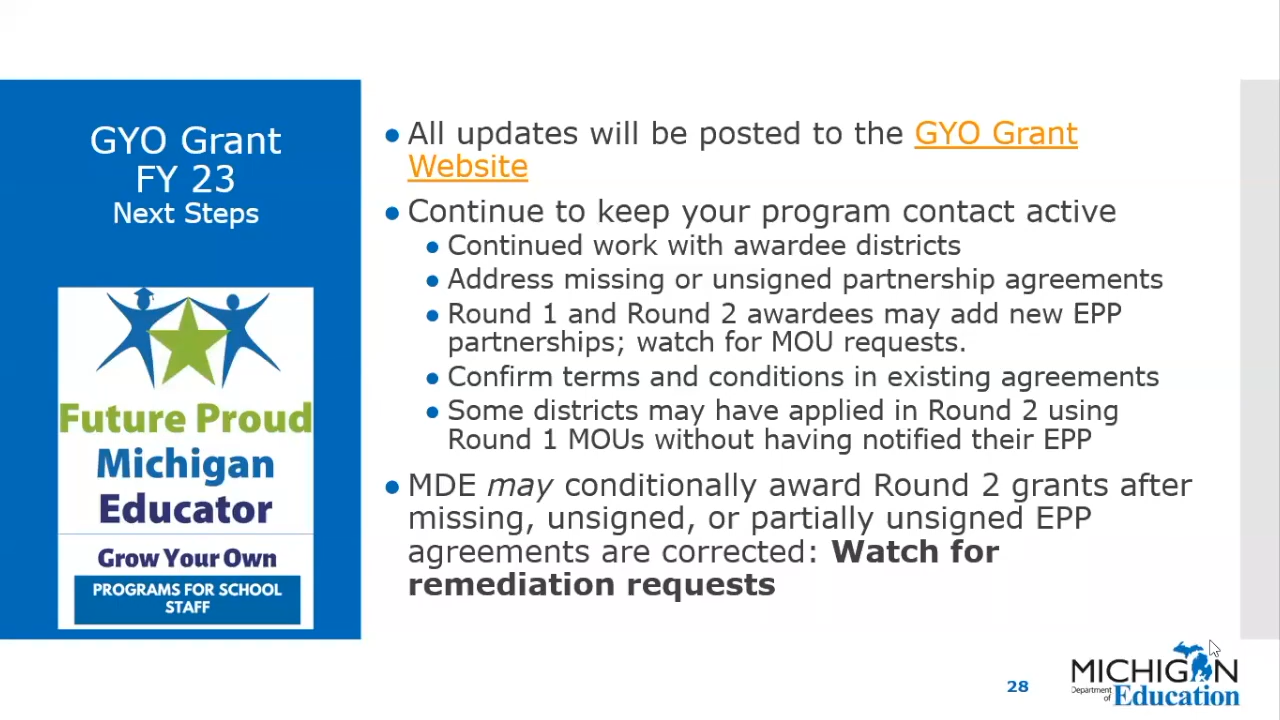 GYO Grant
FY 23
Next Steps
Future Proud
Michigan
Educator
Grow Your Own
PROGRAMS FOR SCHOOL
STAFF
● All updates will be posted to the GYO Grant
Website
● Continue to keep your program contact active
● Continued work with awardee districts
● Address missing or unsigned partnership agreements
● Round 1 and Round 2 awardees may add new EPP
partnerships; watch for MOU requests.
● Confirm terms and conditions in existing agreements
● Some districts may have applied in Round 2 using
Round 1 MOUs without having notified their EPP
● MDE may conditionally award Round 2 grants after
missing, unsigned, or partially unsigned EPP
agreements are corrected: Watch for
remediation requests
28
MICHIGAN
Department
of Education